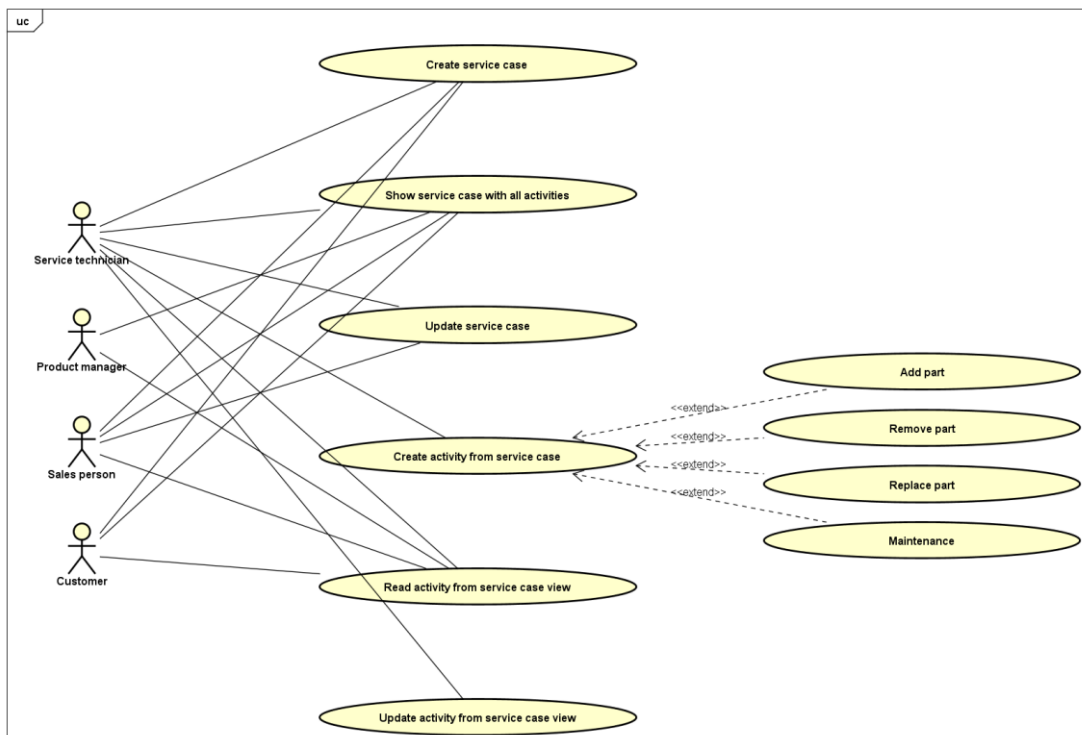 uc
Create service case
Show service case with all activities
Service technician
Update service case
Product manager
Add part
<<extend>>
Remove part
Sales person
<<extend>>
Create activity from service case
<<extend>>
Replace part
<<extend>>
Maintenance
Customer
Read activity from service case view
Update activity from service case view